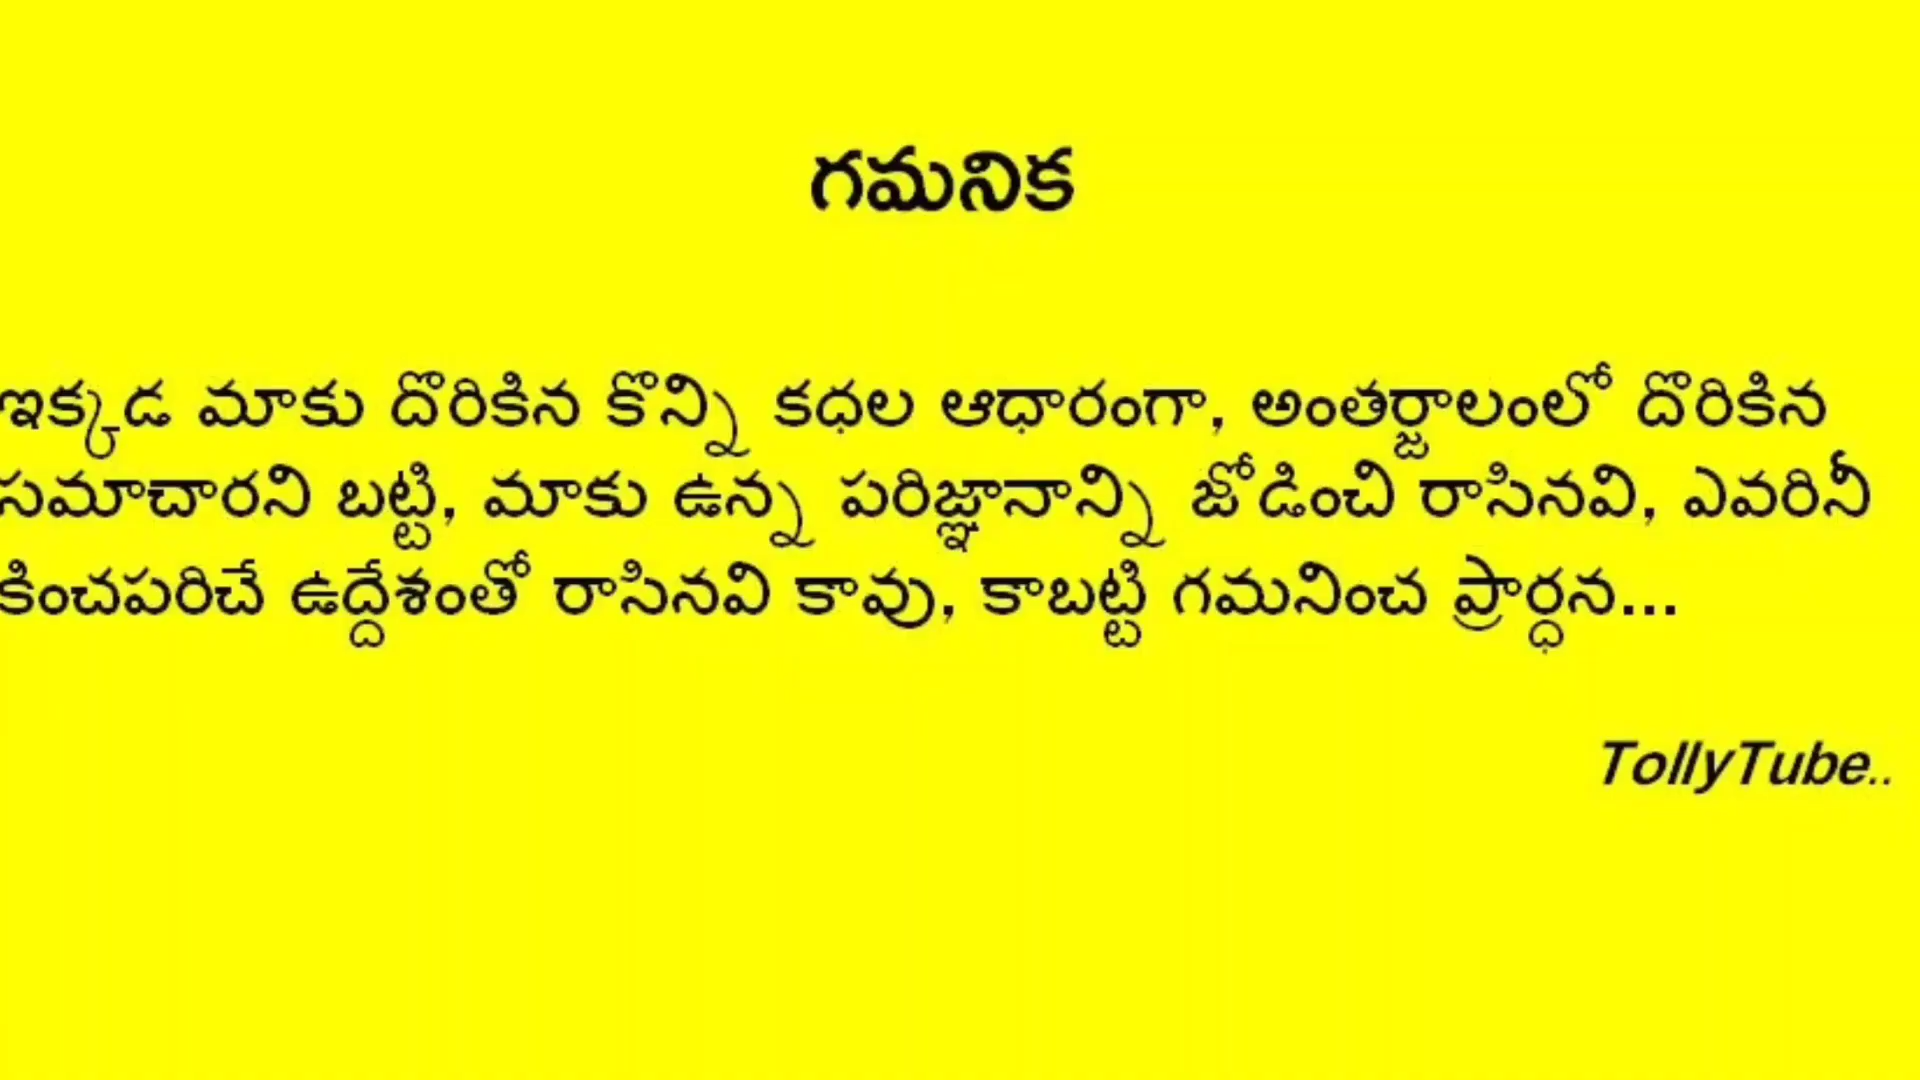 గమనిక
ఇక్కడ మాకు దొరికిన కొన్ని కధల ఆధారంగా, అంతర్జాలంలో దొరికిన
సమాచారని బట్టి, మాకు ఉన్న పరిజ్ఞానాన్ని జోడించి రాసినవి, ఎవరినీ
కించపరిచే ఉద్దేశంతో రాసినవి కావు, కాబట్టి గమనించ ప్రార్ధన...
TollyTube..